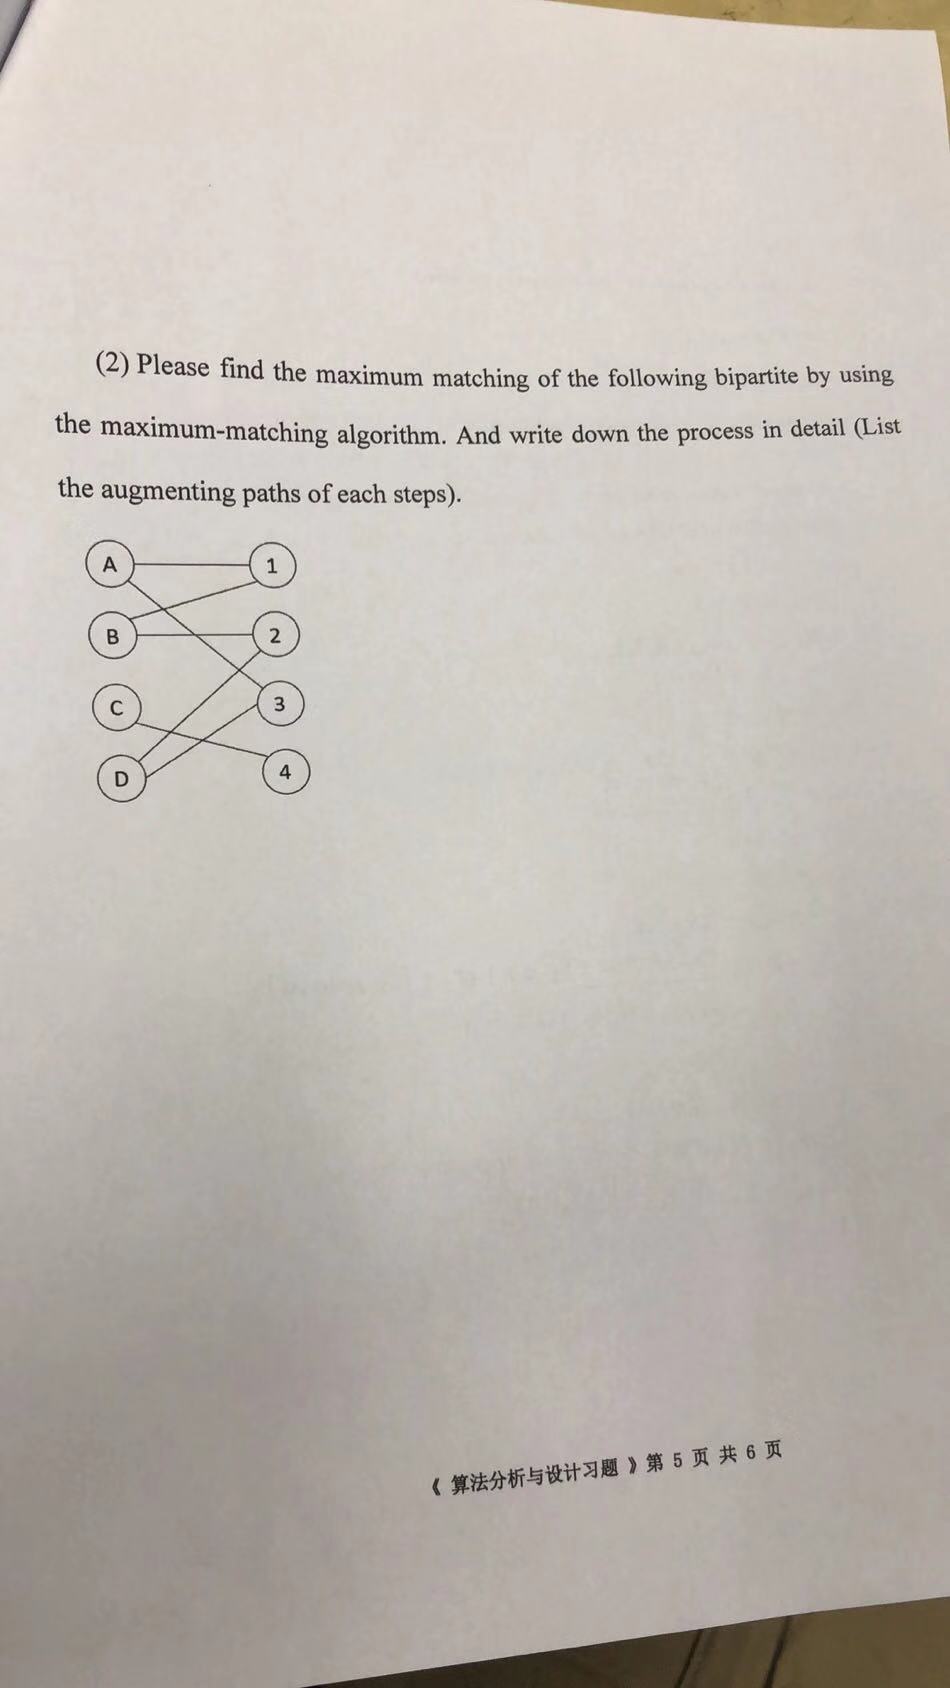 (2) Please find the maximum matching of the following bipartite by using
the maximum-matching algorithm. And write down the process in detail (List
the augmenting paths of each steps).
A 1
B 2
C 3
D 4
《 算法分析与设计习题 》第 5 页 共 6 页